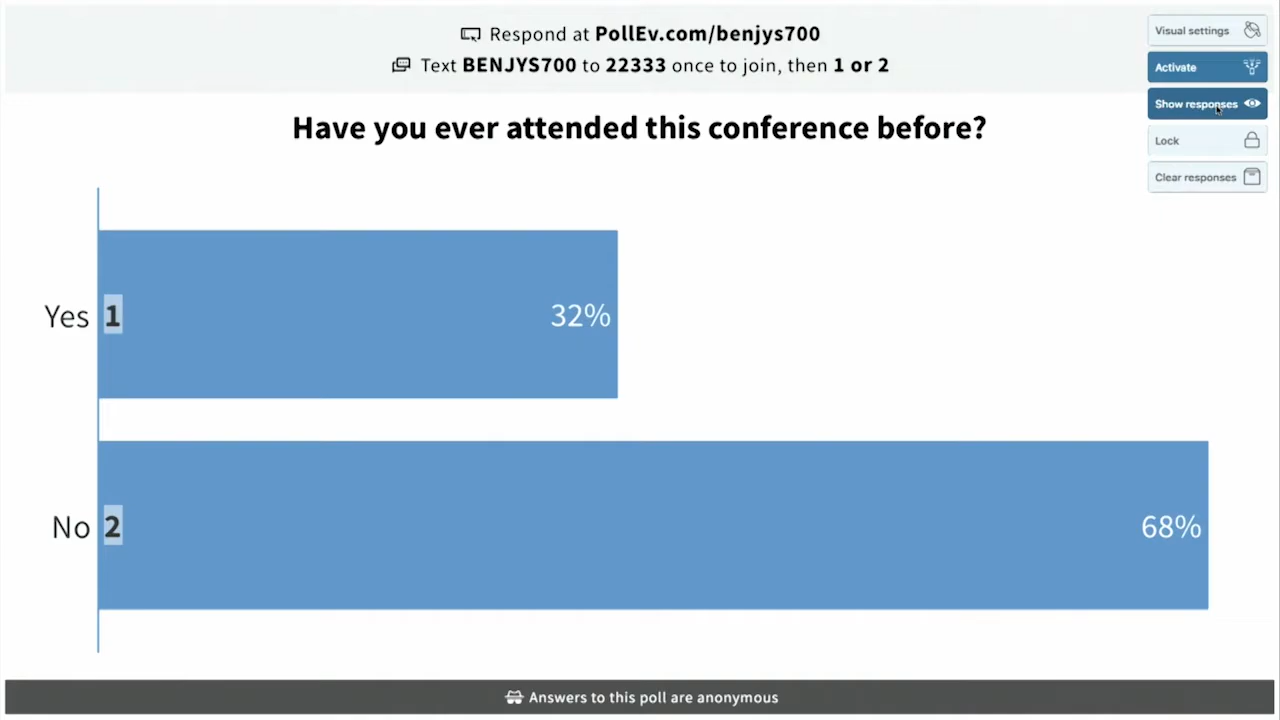 Respond at PollEv.com/benjys700
Text BENJYS700 to 22333 once to join, then 1 or 2
Visual settings
Activate
Show responses
Lock
Clear responses
Have you ever attended this conference before?
Yes 1 32%
No 2 68%
Answers to this poll are anonymous